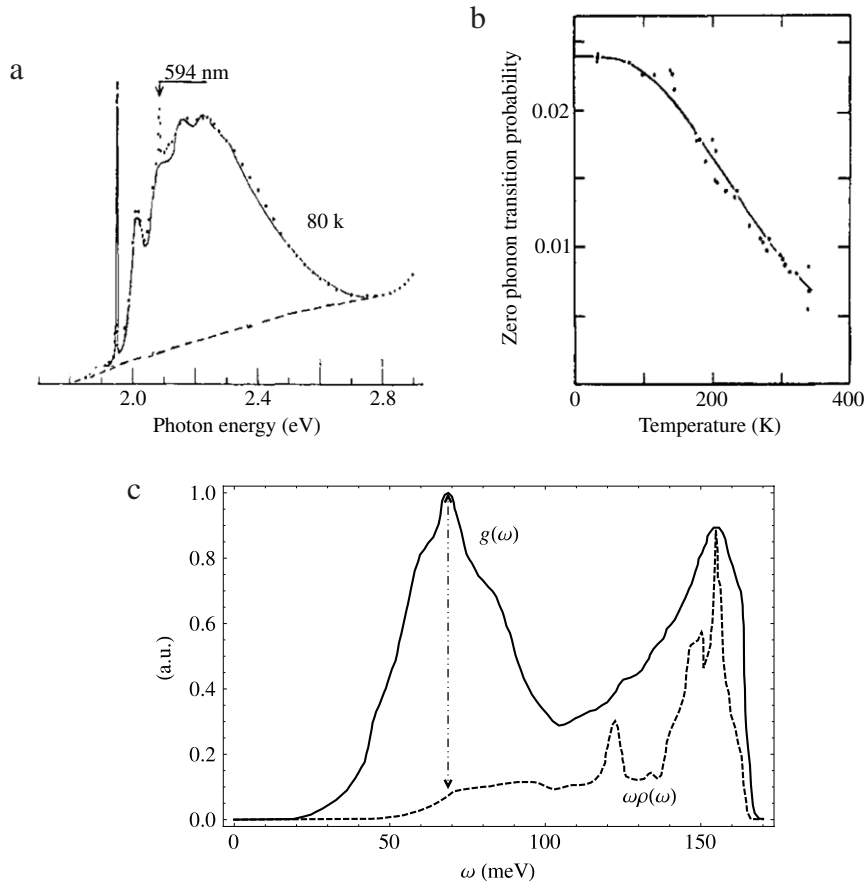 a
594 nm
80 k
2.0 2.4 2.8
Photon energy (eV)
b
Zero phonon transition probability
0.02
0.01
0 200 400
Temperature (K)
c
1.0
0.8
0.6
0.4
0.2
0.0
(a.u.)
g(ω)
ωρ(ω)
0 50 100 150
ω (meV)